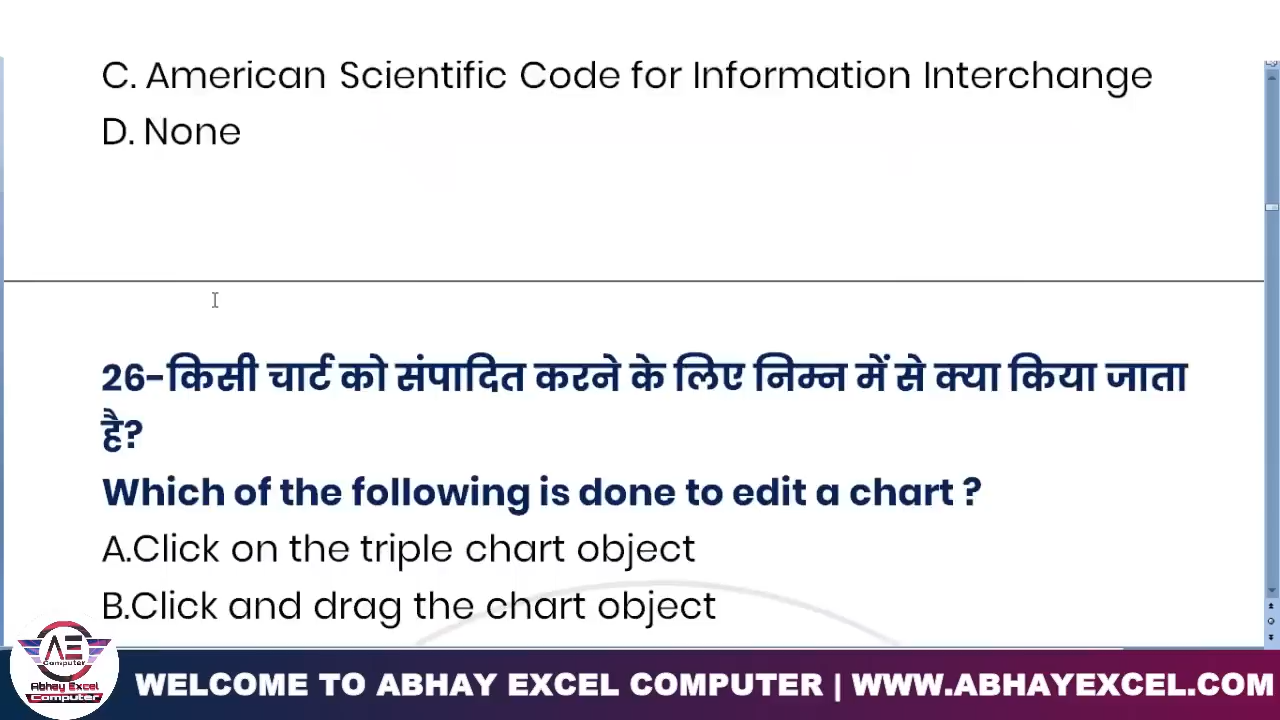 C. American Scientific Code for Information Interchange
D. None
26-किसी चार्ट को संपादित करने के लिए निम्न में से क्या किया जाता
है?
Which of the following is done to edit a chart ?
A.Click on the triple chart object
B.Click and drag the chart object
AE
Computer
Abhay Excel
Computer
WELCOME TO ABHAY EXCEL COMPUTER | WWW.ABHAYEXCEL.COM